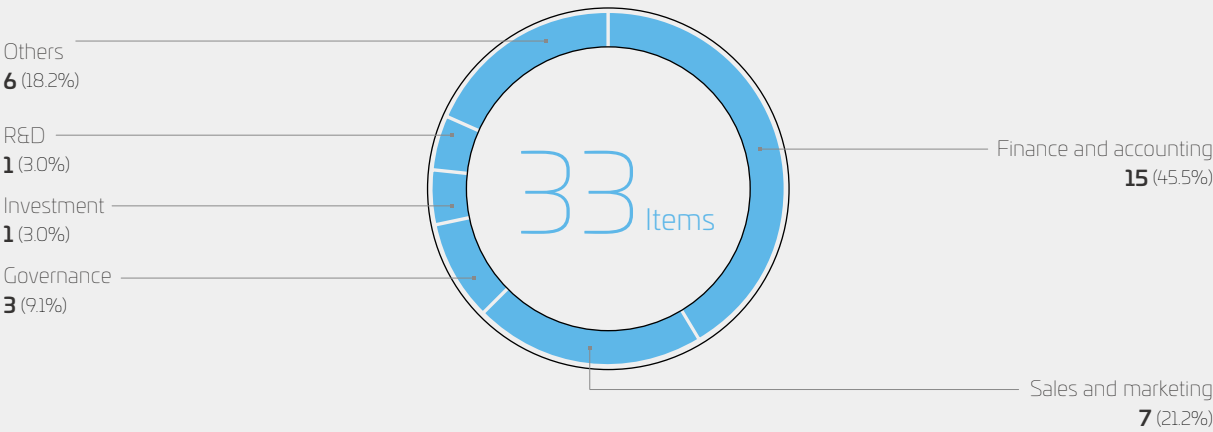 Others
6 (18.2%)
R&D
1 (3.0%)
Investment
1 (3.0%)
Governance
3 (9.1%)
33 Items
Finance and accounting
15 (45.5%)
Sales and marketing
7 (21.2%)